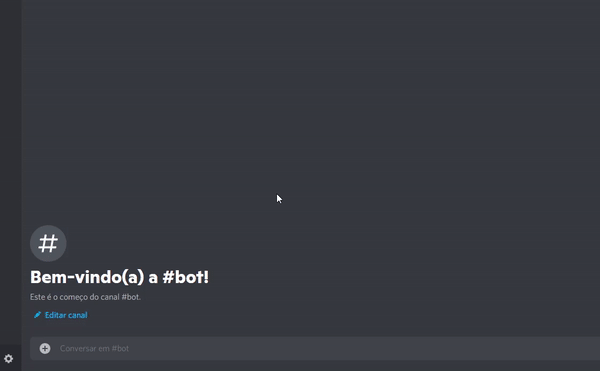 Bem-vindo(a) a #bot!
Este é o começo do canal #bot.
Editar canal
Conversar em #bot